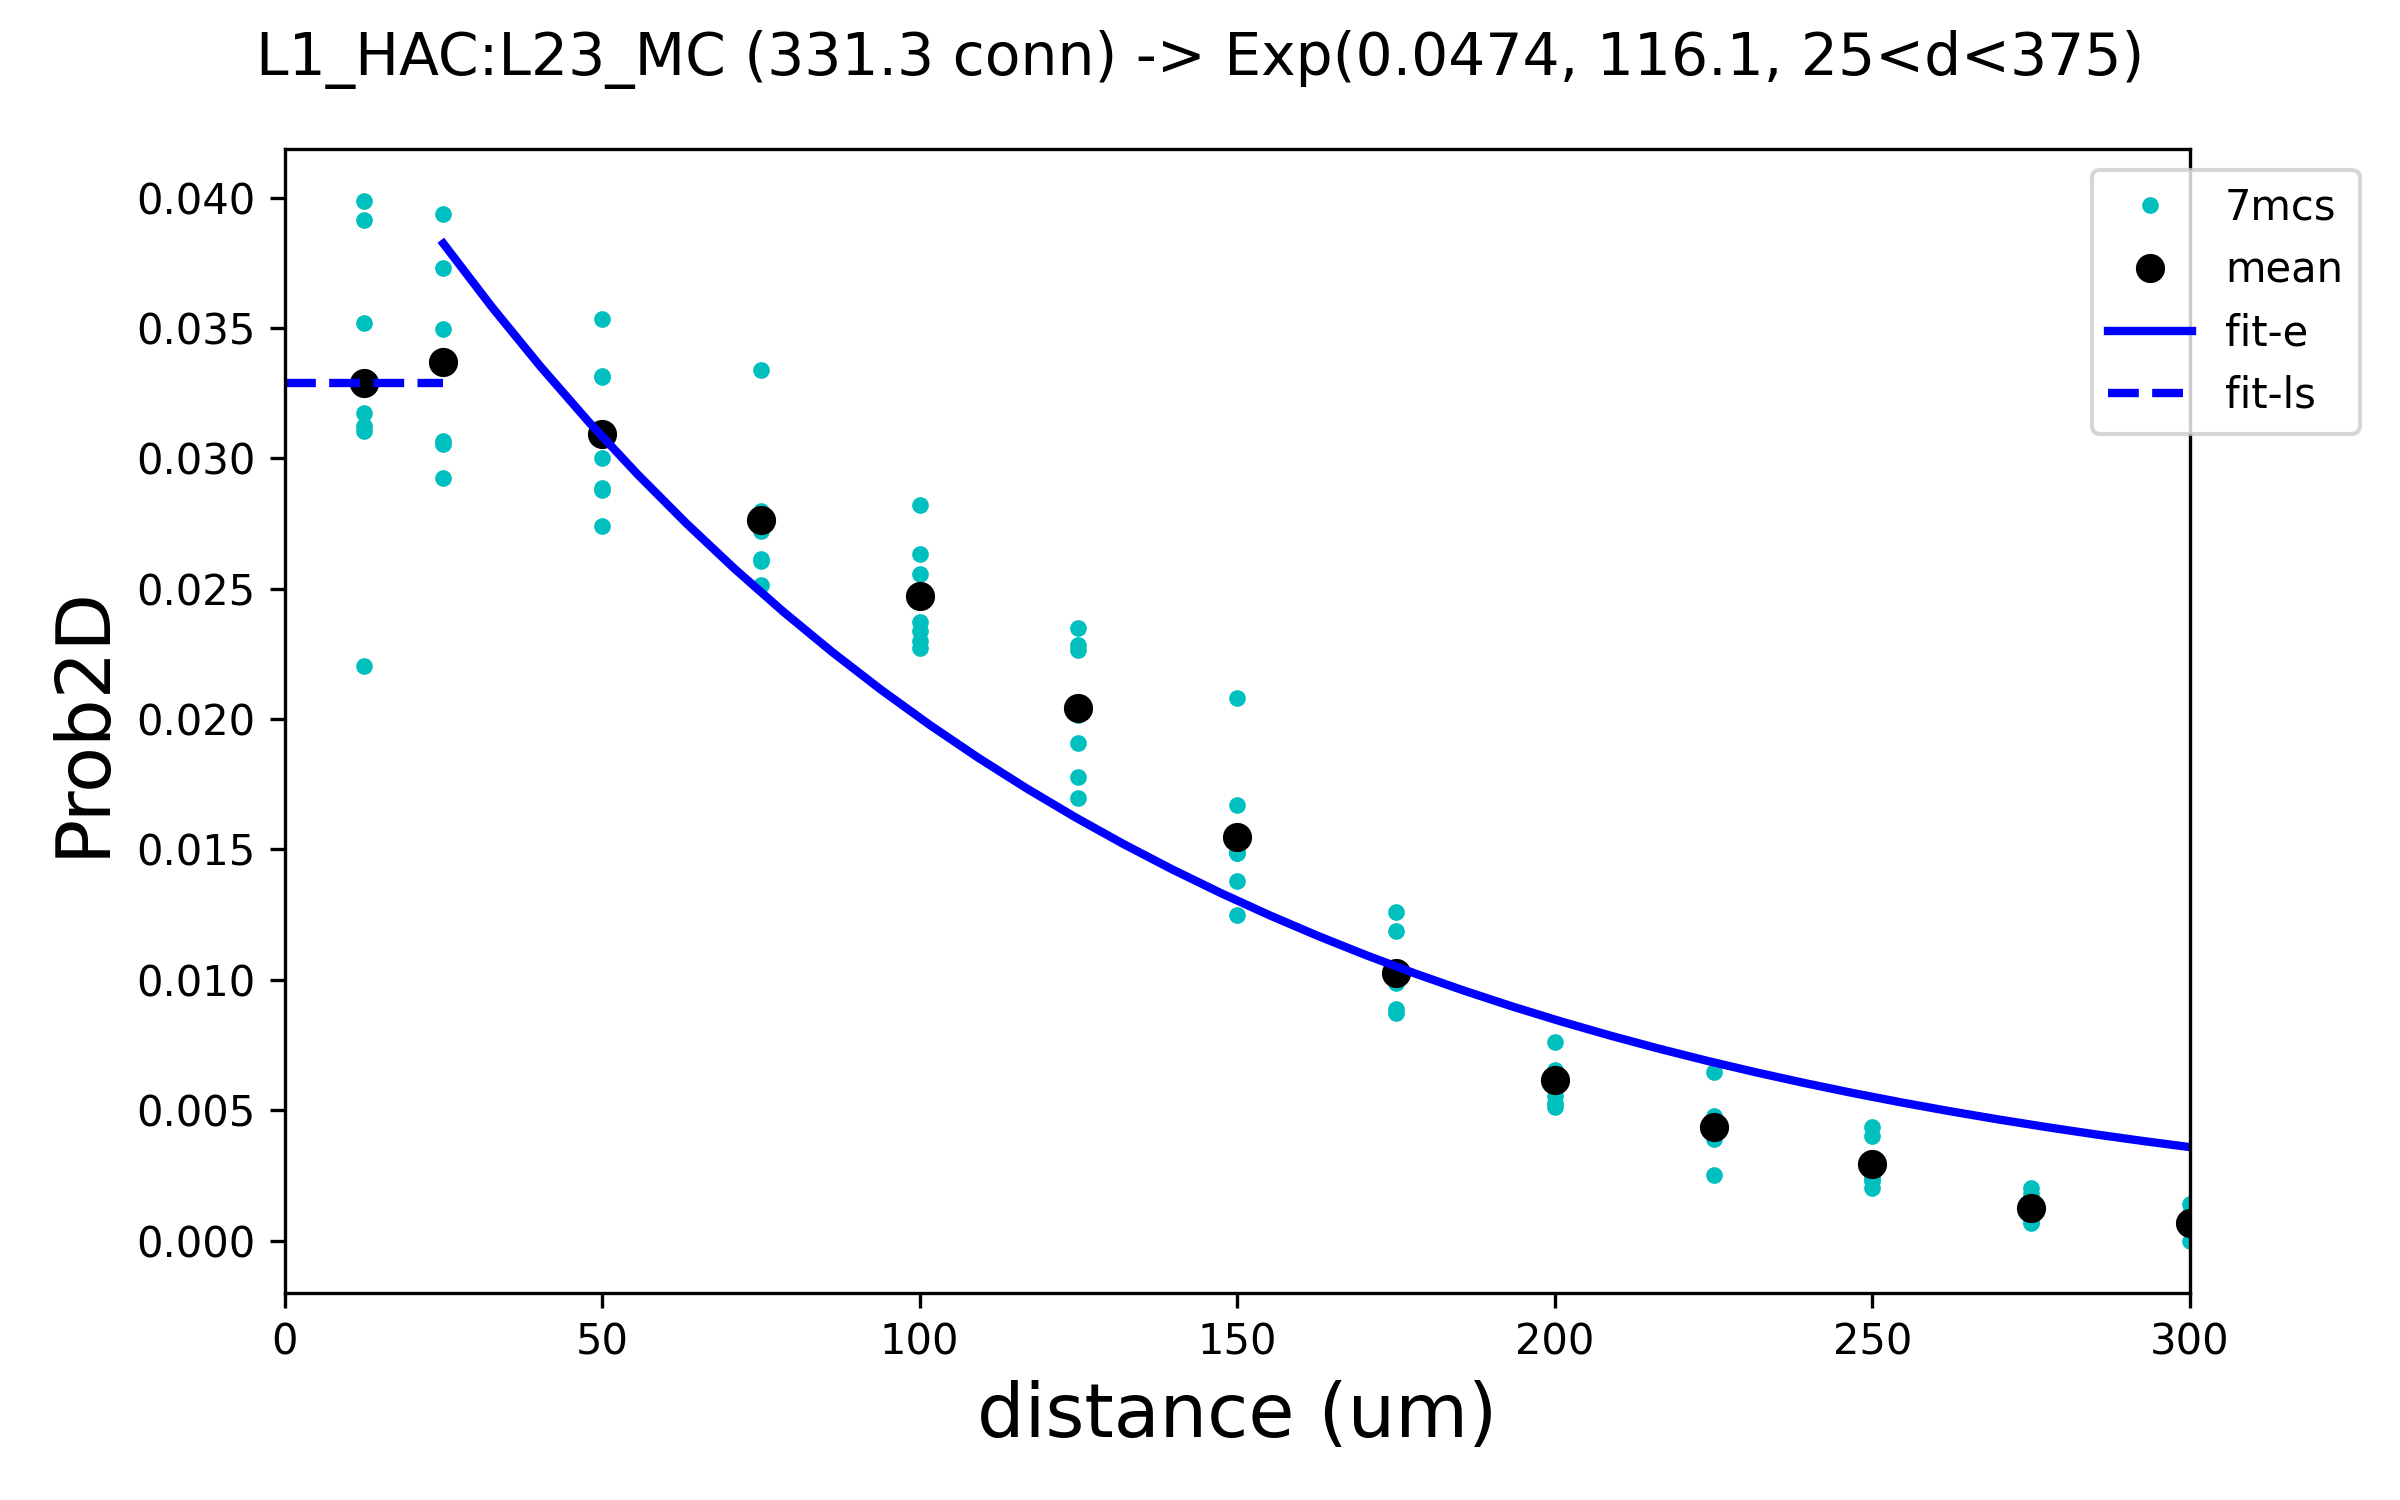 L1_HAC:L23_MC (331.3 conn) -> Exp(0.0474, 116.1, 25<d<375)
7mcs
mean
fit-e
fit-ls
Prob2D
0.040
0.035
0.030
0.025
0.020
0.015
0.010
0.005
0.000
0 50 100 150 200 250 300
distance (um)